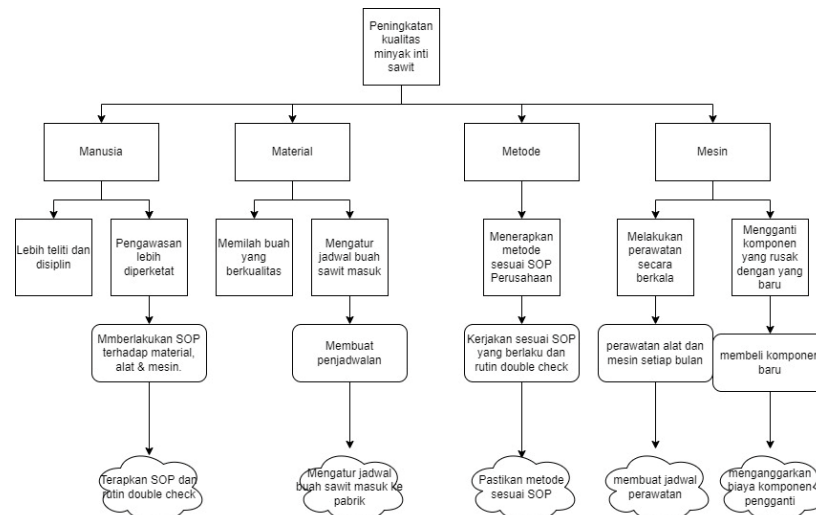 Peningkatan
kualitas
minyak inti
sawit
Manusia
Material
Metode
Mesin
Lebih teliti dan
disiplin
Pengawasan
lebih
diperketat
Memilah buah
yang
berkualitas
Mengatur
jadwal buah
sawit masuk
Menerapkan
metode
sesuai SOP
Perusahaan
Melakukan
perawatan
secara
berkala
Mengganti
komponen
yang rusak
dengan yang
baru
Mmberlakukan SOP
terhadap material,
alat & mesin.
Membuat
penjadwalan
Kerjakan sesuai SOP
yang berlaku dan
rutin double check
perawatan alat dan
mesin setiap bulan
membeli komponen
baru
Terapkan SOP dan
rutin double check
Mengatur jadwal
buah sawit masuk ke
pabrik
Pastikan metode
sesuai SOP
membuat jadwal
perawatan
menganggarkan
biaya komponen
pengganti